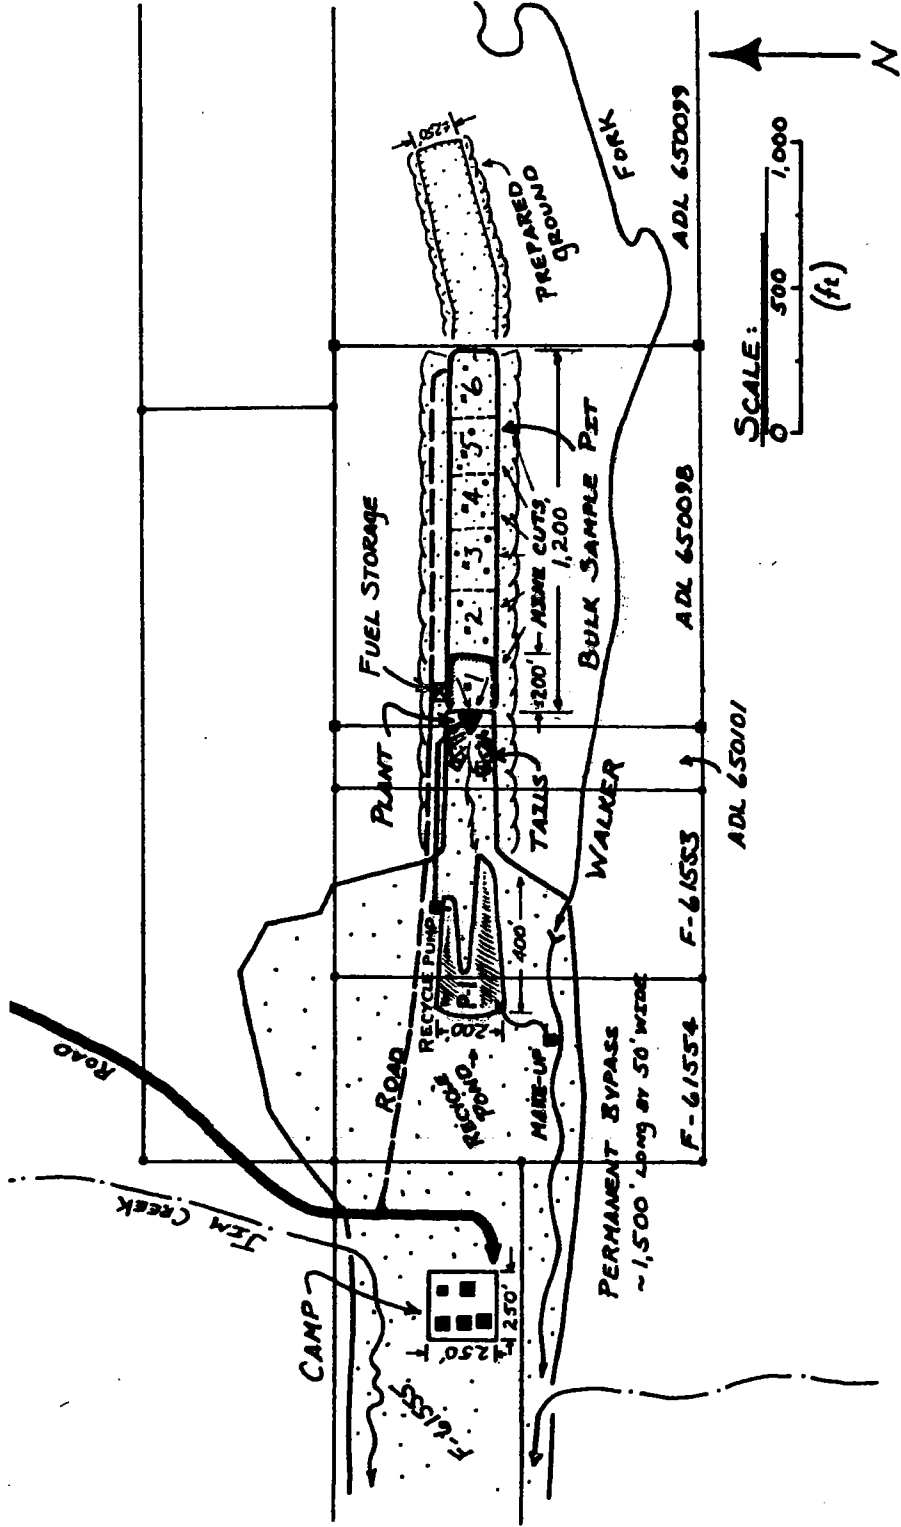 ROAD
JIM CREEK
CAMP
250'
250'
F-61555
ROAD
RECYCLE PUMP
P-1
200'
400'
RECYCLE
POND
MAKE-UP
PERMANENT BYPASS
~1,500' LONG BY 50' WIDE
F-61554
F-61553
ADL 650101
WALKER
FORK
PLANT
FUEL STORAGE
TAILS
#1
#2
#3
#4
#5
#6
±200'
MINE CUTS
1,200
BULK SAMPLE PIT
ADL 650098
PREPARED
GROUND
±250'
ADL 650099
SCALE:
0 500 1,000
(ft)
N